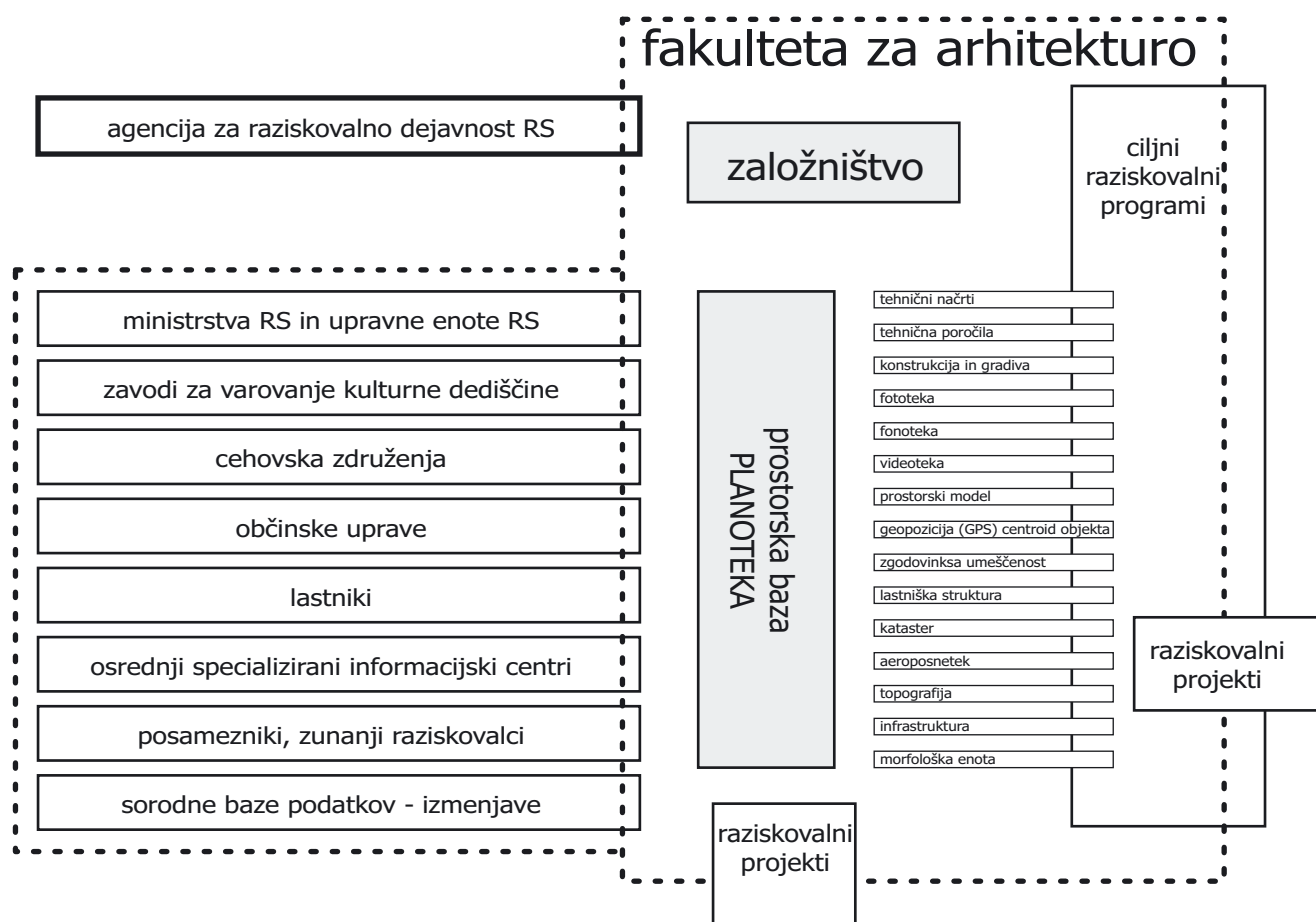 fakulteta za arhitekturo
agencija za raziskovalno dejavnost RS
založništvo
ciljni
raziskovalni
programi
ministrstva RS in upravne enote RS
zavodi za varovanje kulturne dediščine
cehovska združenja
občinske uprave
lastniki
osrednji specializirani informacijski centri
posamezniki, zunanji raziskovalci
sorodne baze podatkov - izmenjave
prostorska baza
PLANOTEKA
tehnični načrti
tehnična poročila
konstrukcija in gradiva
fototeka
fonoteka
videoteka
prostorski model
geopozicija (GPS) centroid objekta
zgodovinksa umeščenost
lastniška struktura
kataster
aeroposnetek
topografija
infrastruktura
morfološka enota
raziskovalni
projekti
raziskovalni
projekti